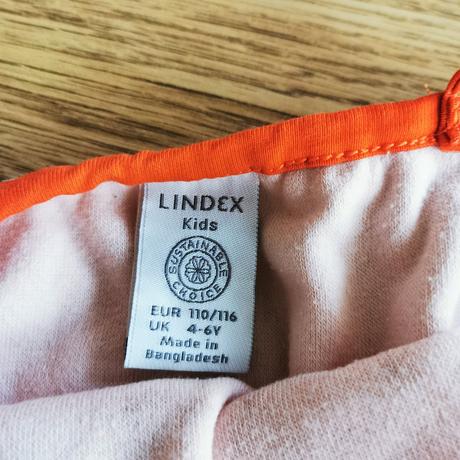 LINDEX
Kids
SUSTAINABLE
CHOICE
EUR 110/116
UK 4-6Y
Made in
Bangladesh